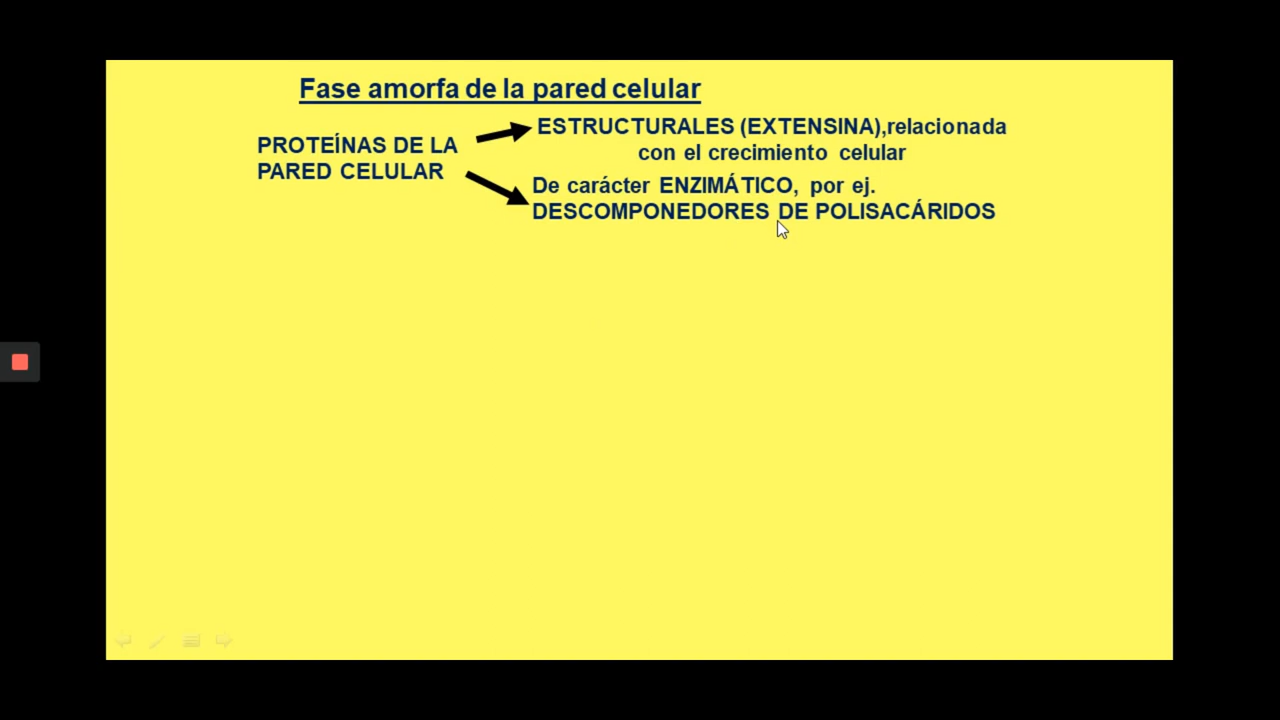 Fase amorfa de la pared celular
PROTEÍNAS DE LA
PARED CELULAR
ESTRUCTURALES (EXTENSINA),relacionada
con el crecimiento celular
De carácter ENZIMÁTICO, por ej.
DESCOMPONEDORES DE POLISACÁRIDOS